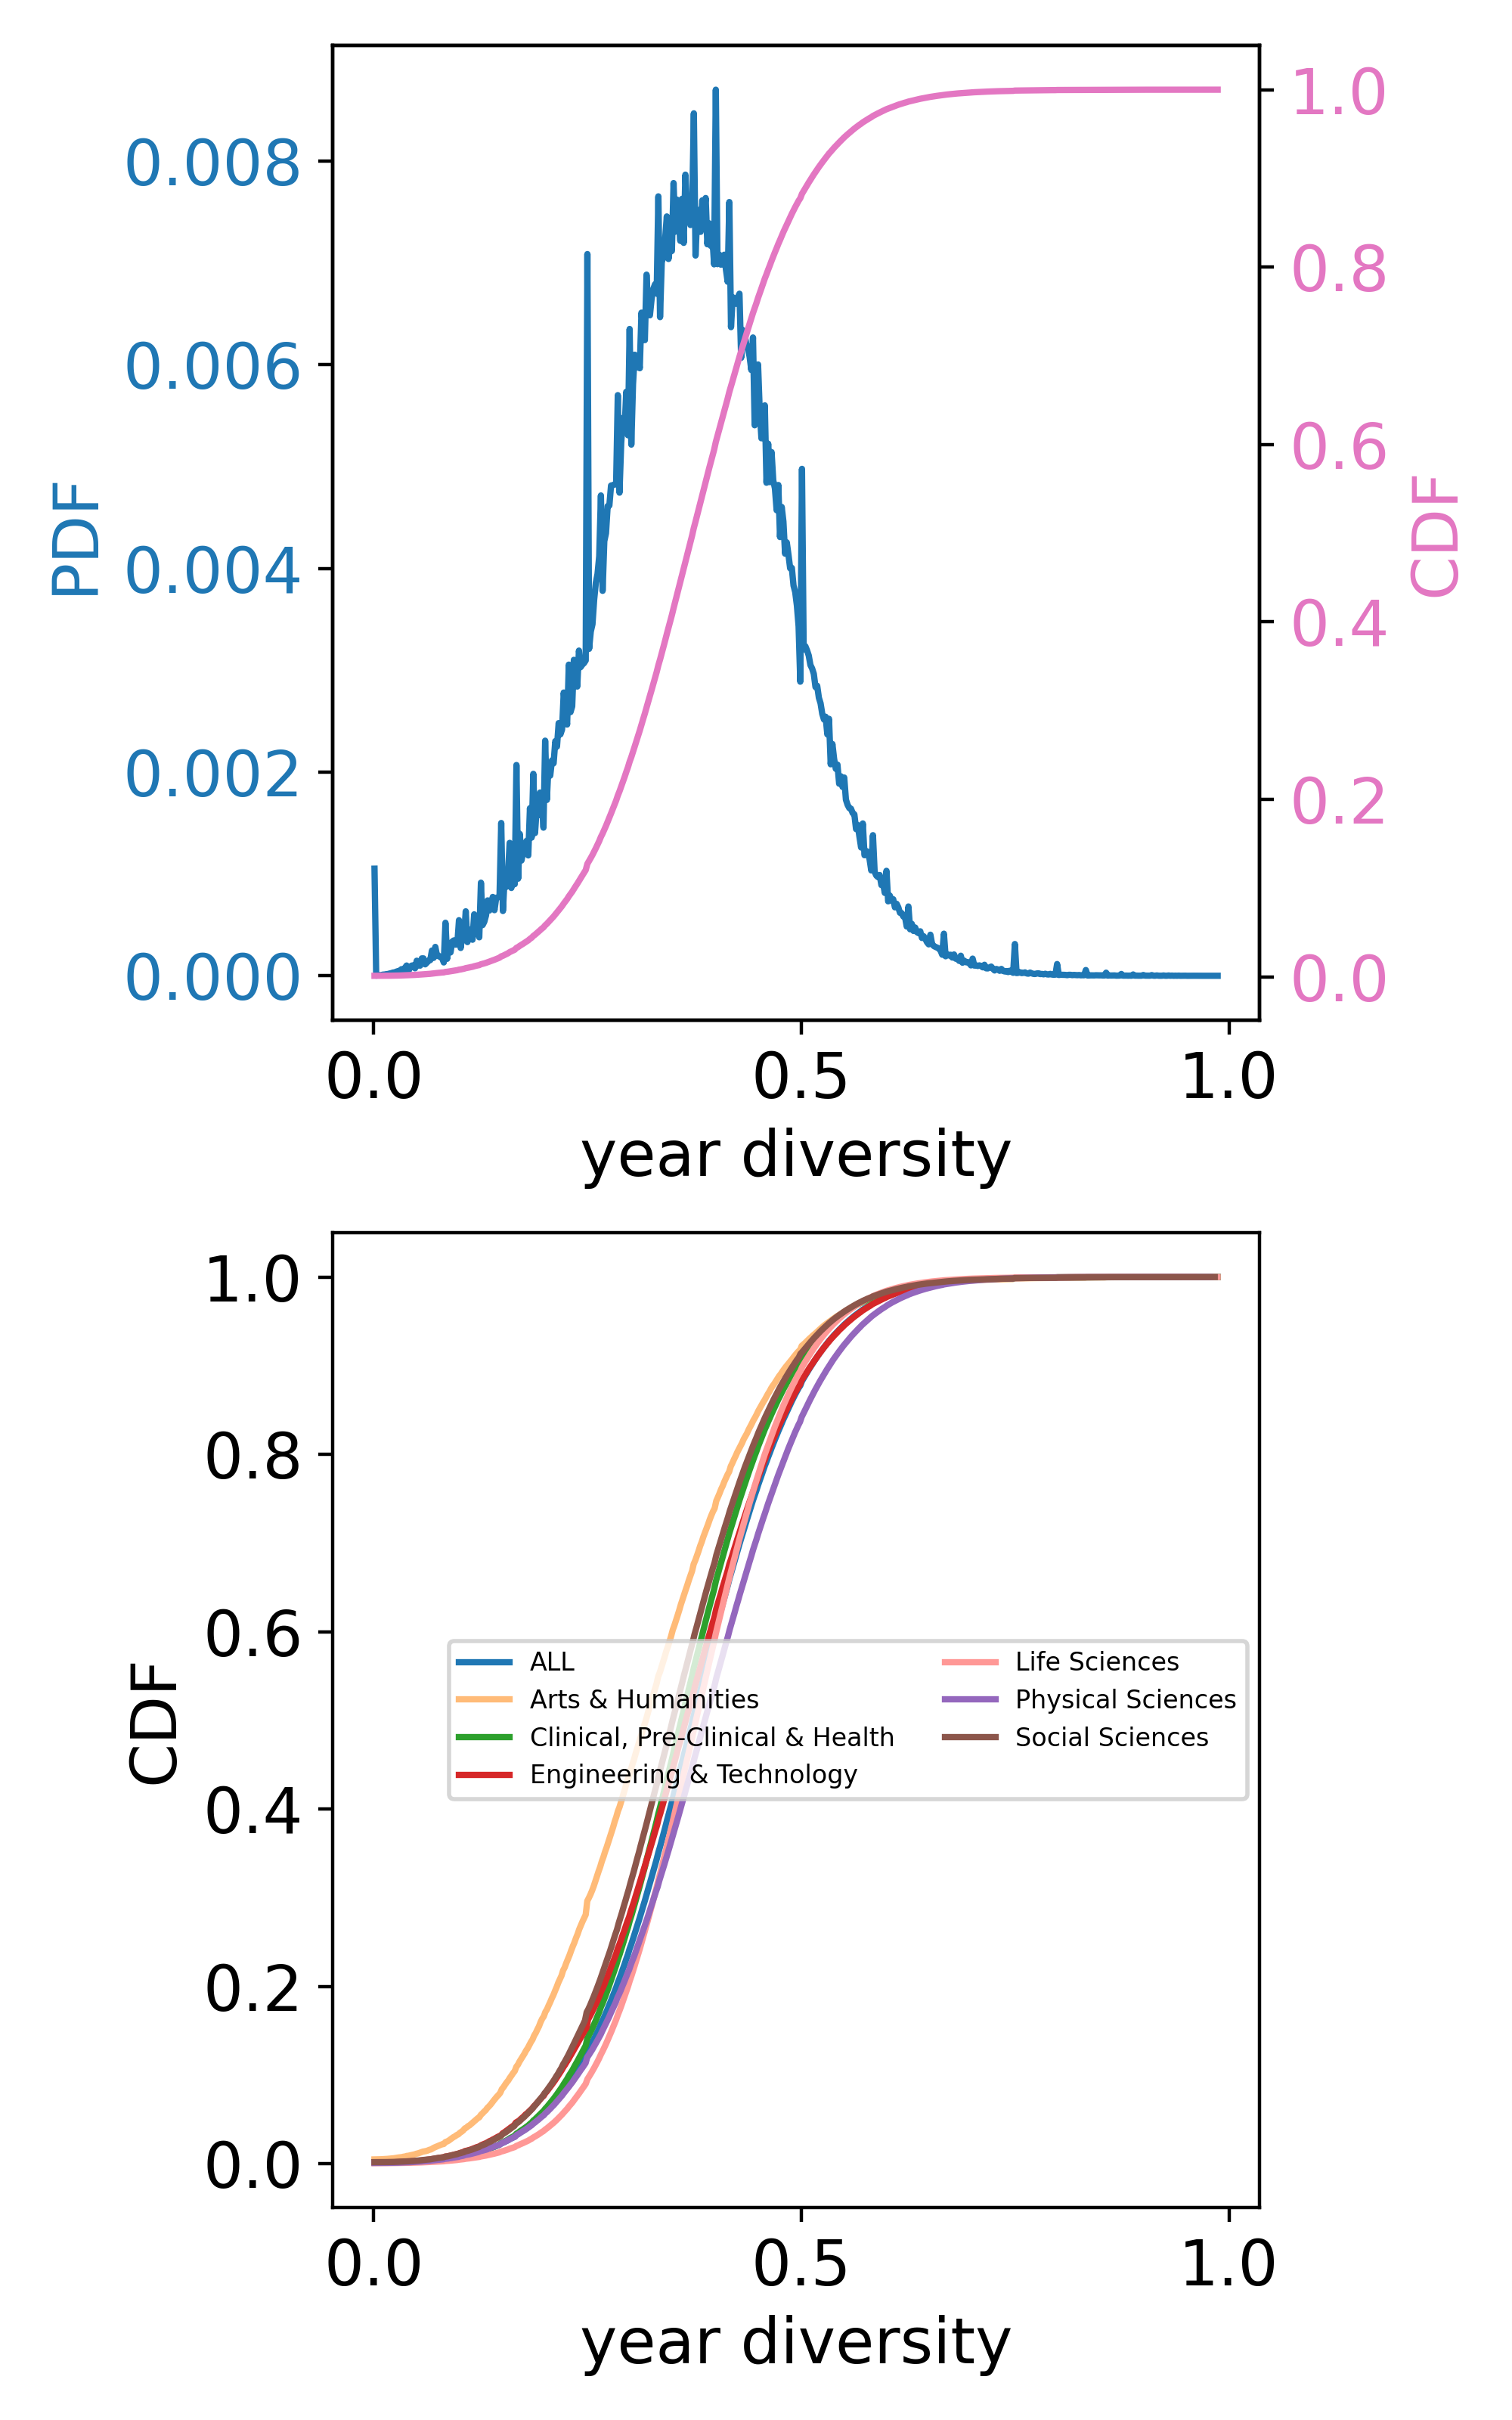 1.0
0.008
0.8
0.006
0.6
PDF
CDF
0.004
0.4
0.002
0.2
0.000
0.0
0.0 0.5 1.0
year diversity
1.0
0.8
0.6
CDF
ALL
Arts & Humanities
Clinical, Pre-Clinical & Health
Engineering & Technology
Life Sciences
Physical Sciences
Social Sciences
0.4
0.2
0.0
0.0 0.5 1.0
year diversity